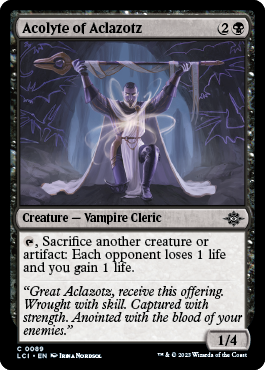 Acolyte of Aclazotz 2
Creature — Vampire Cleric
, Sacrifice another creature or
artifact: Each opponent loses 1 life
and you gain 1 life.
“Great Aclazotz, receive this offering.
Wrought with skill. Captured with
strength. Anointed with the blood of your
enemies.”
1/4
C 0089
LCI • EN Irina Nordsol
™ & © 2023 Wizards of the Coast